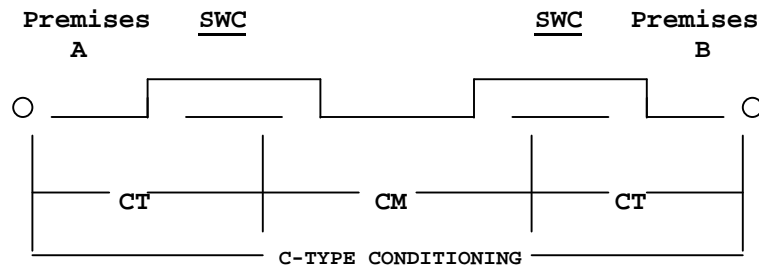 Premises SWC SWC Premises
A B
CT CM CT
C-TYPE CONDITIONING